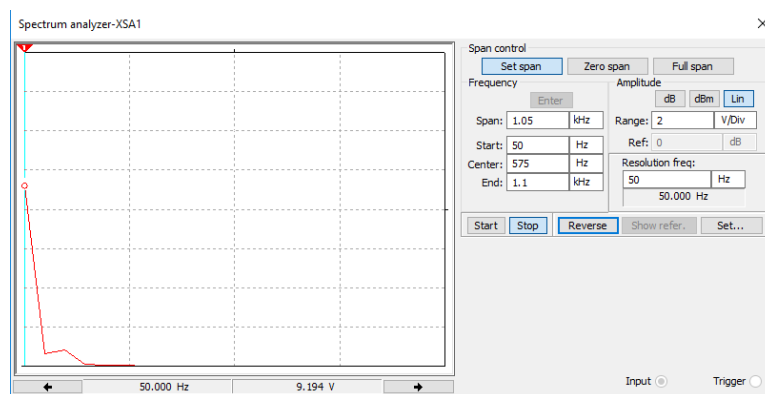 Spectrum analyzer-XSA1
1
Span control
Set span Zero span Full span
Frequency
Enter
Span: 1.05 kHz
Start: 50 Hz
Center: 575 Hz
End: 1.1 kHz
Amplitude
dB dBm Lin
Range: 2 V/Div
Ref: 0 dB
Resolution freq:
50 Hz
50.000 Hz
Start Stop Reverse Show refer. Set...
50.000 Hz 9.194 V
Input Trigger